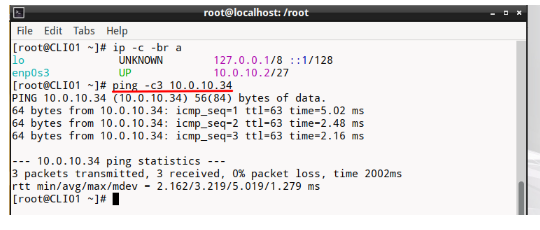 root@localhost: /root
File Edit Tabs Help
[root@CLI01 ~]# ip -c -br a
lo UNKNOWN 127.0.0.1/8 ::1/128
enp0s3 UP 10.0.10.2/27
[root@CLI01 ~]# ping -c3 10.0.10.34
PING 10.0.10.34 (10.0.10.34) 56(84) bytes of data.
64 bytes from 10.0.10.34: icmp_seq=1 ttl=63 time=5.02 ms
64 bytes from 10.0.10.34: icmp_seq=2 ttl=63 time=2.48 ms
64 bytes from 10.0.10.34: icmp_seq=3 ttl=63 time=2.16 ms
--- 10.0.10.34 ping statistics ---
3 packets transmitted, 3 received, 0% packet loss, time 2002ms
rtt min/avg/max/mdev = 2.162/3.219/5.019/1.279 ms
[root@CLI01 ~]#